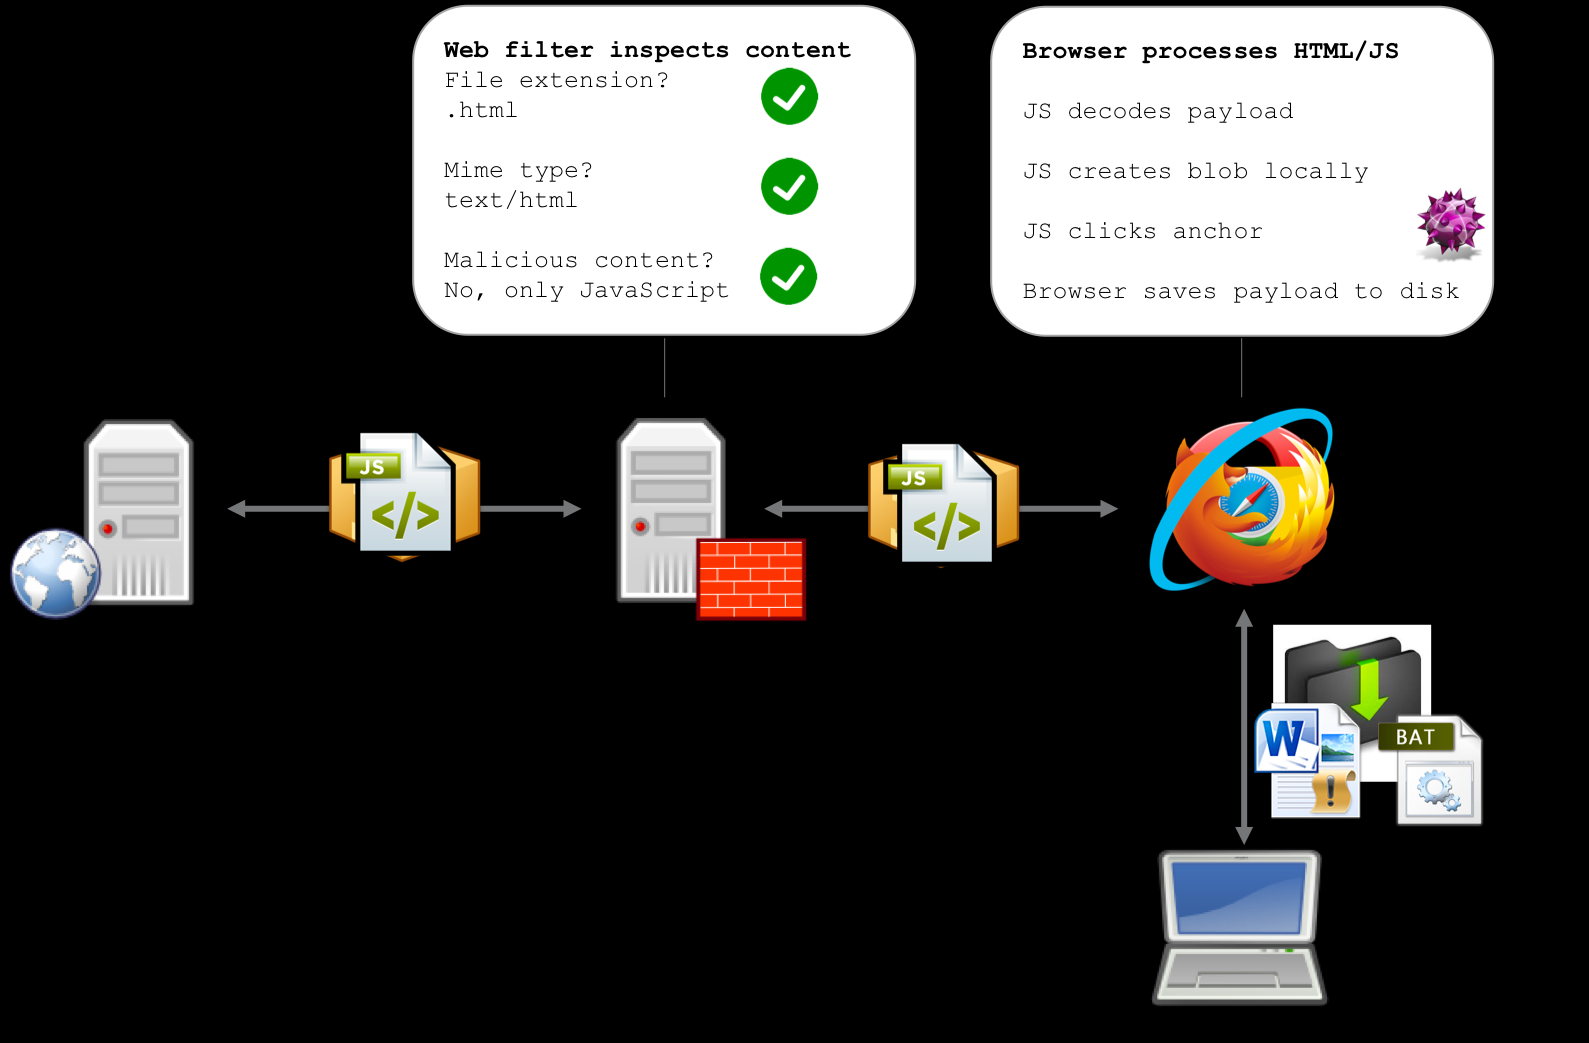 Web filter inspects content
File extension?
.html
Mime type?
text/html
Malicious content?
No, only JavaScript
Browser processes HTML/JS
JS decodes payload
JS creates blob locally
JS clicks anchor
Browser saves payload to disk
JS
</>
JS
</>
W
BAT